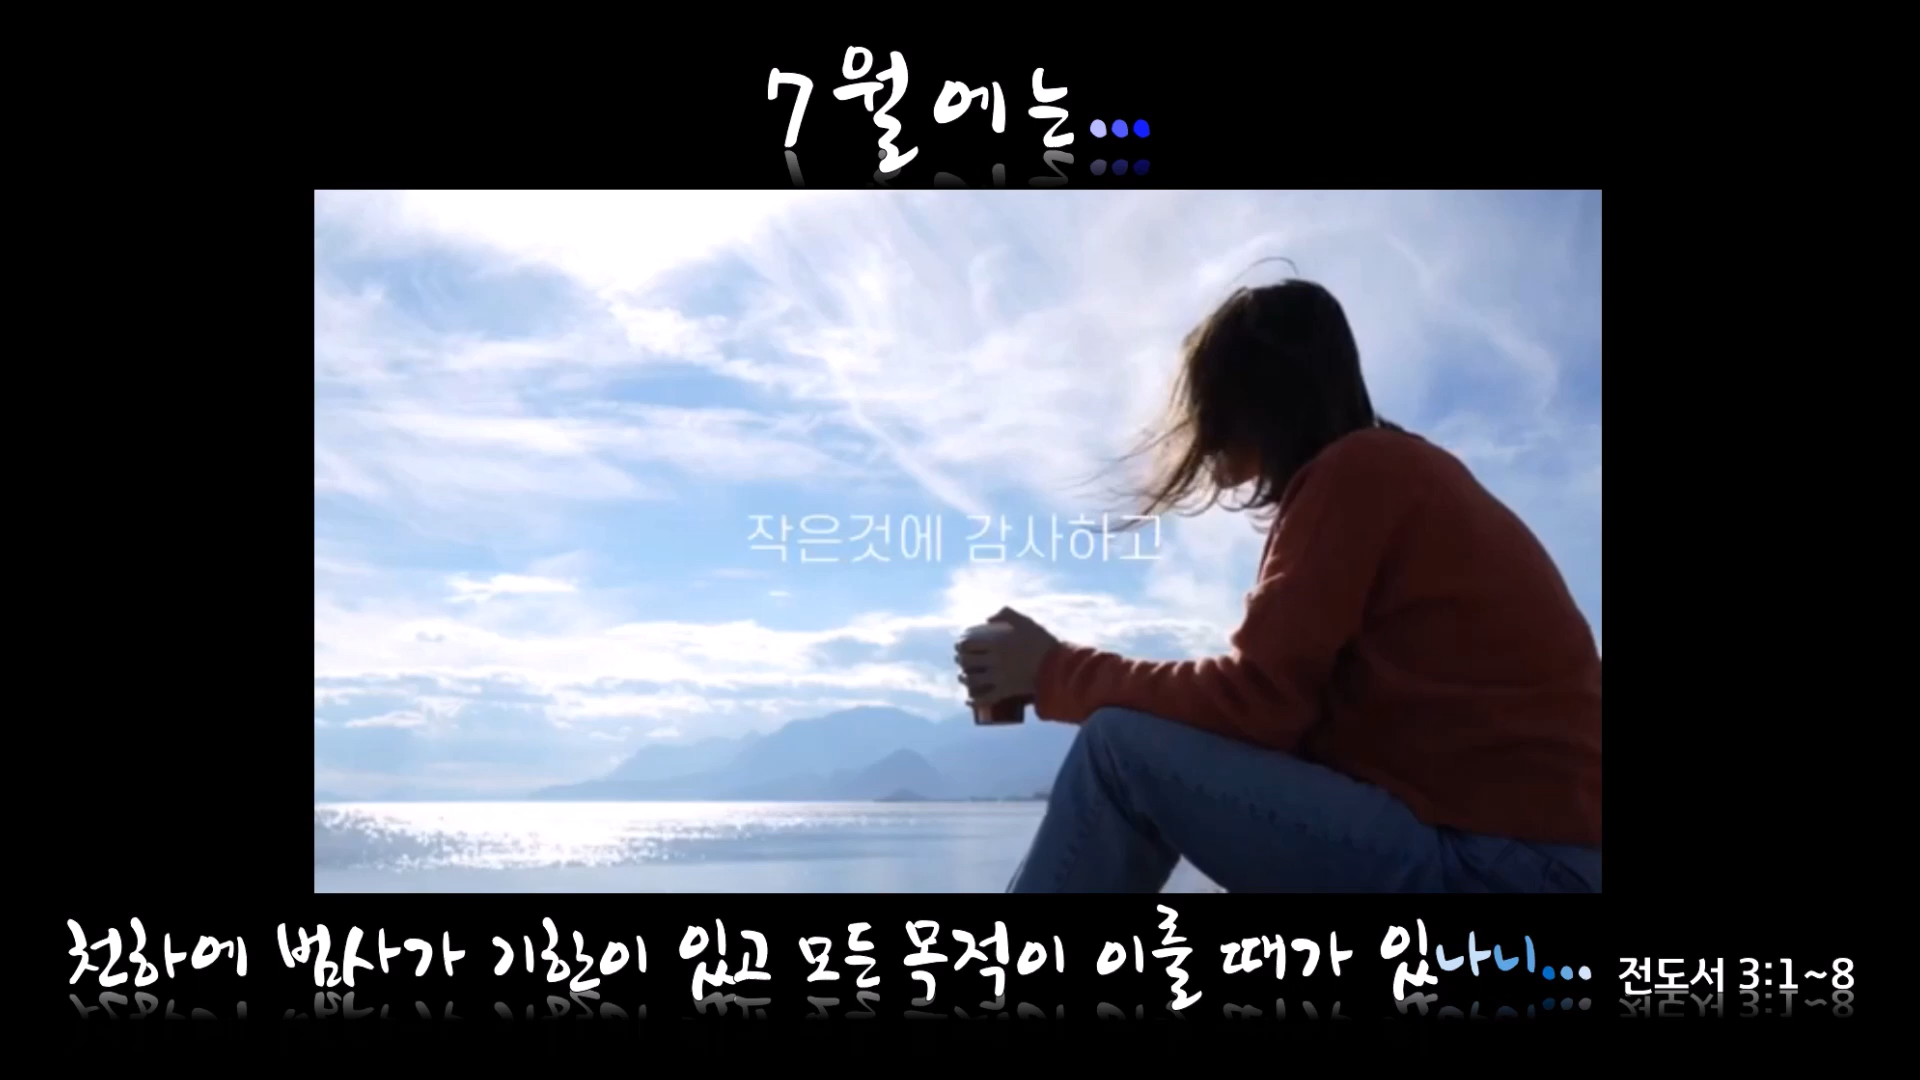 7월에는...
작은것에 감사하고
천하에 범사가 기한이 있고 모든 목적이 이룰 때가 있나니... 전도서 3:1~8